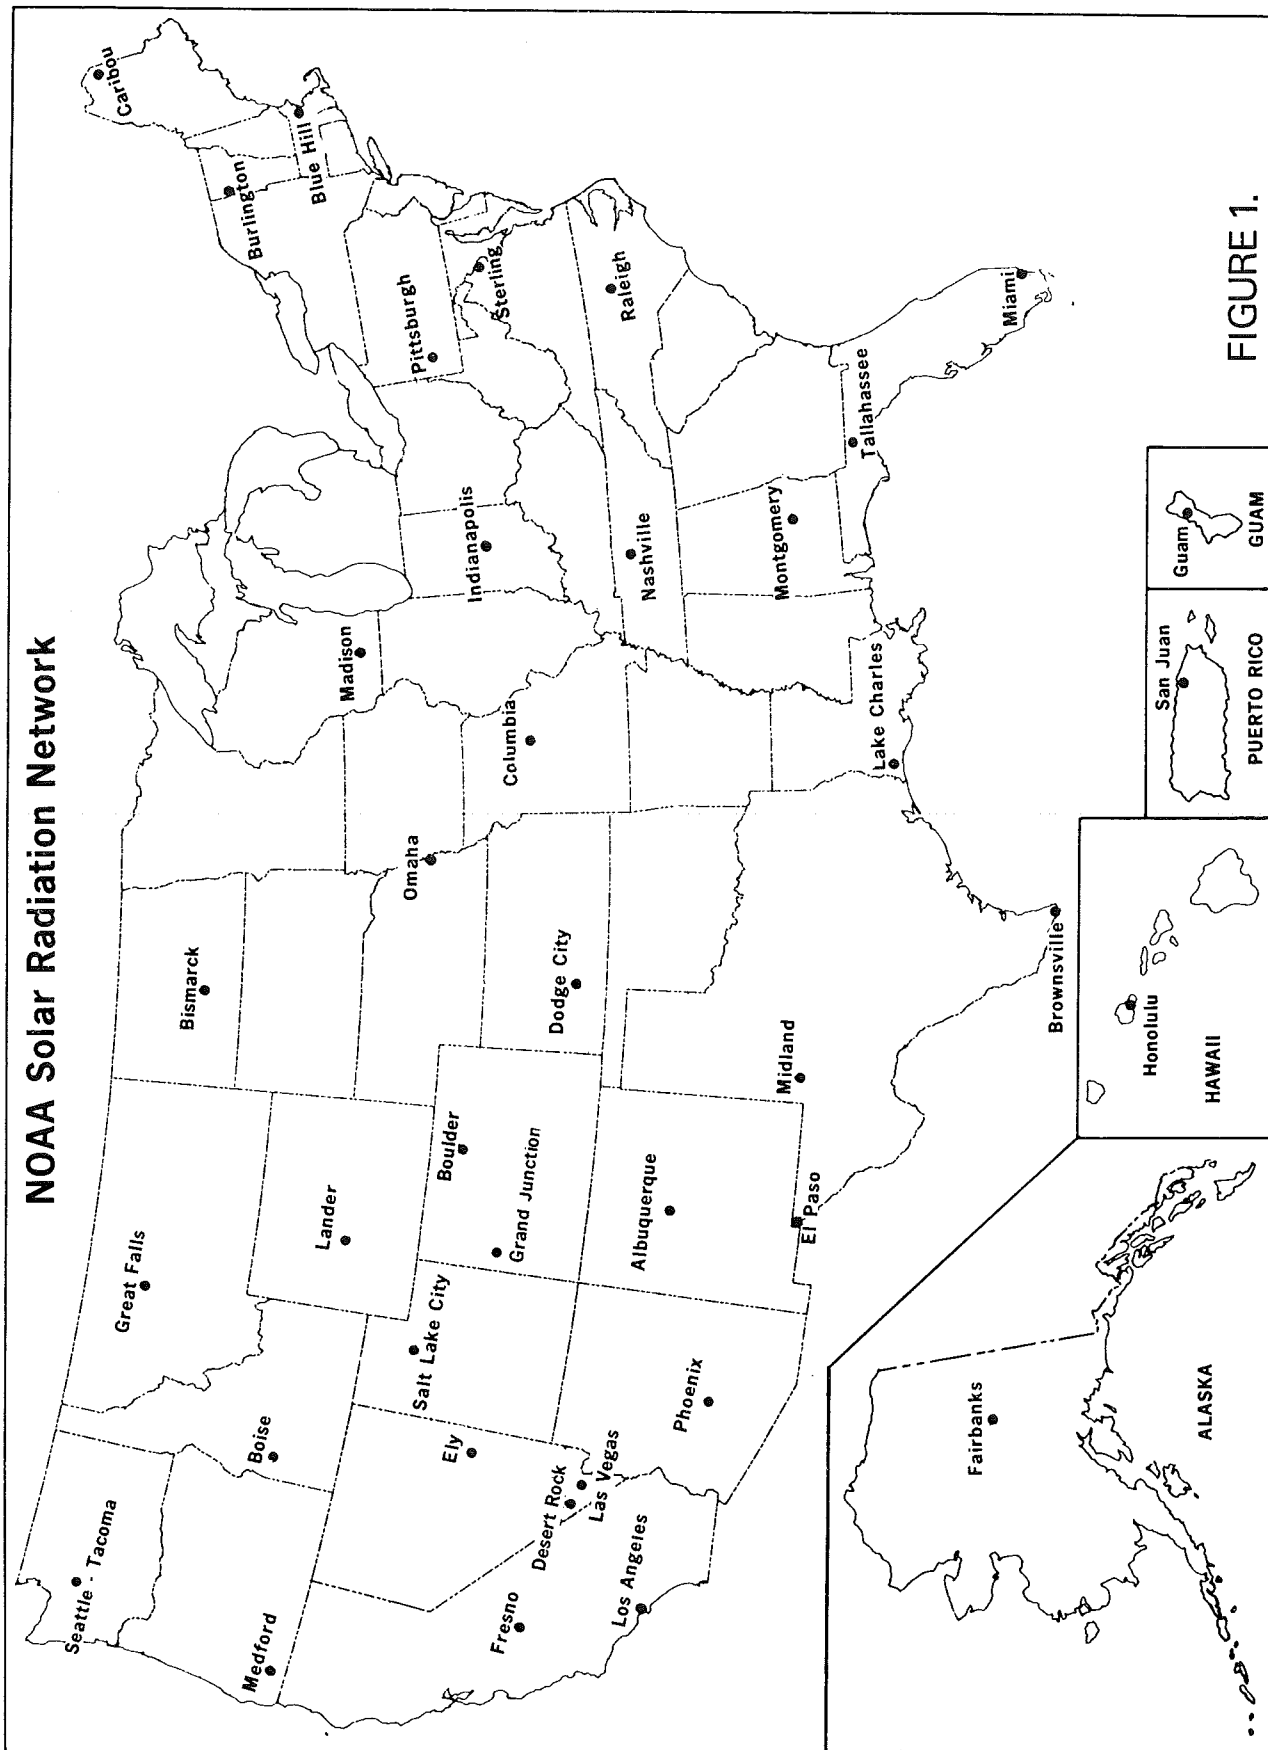 NOAA Solar Radiation Network
Seattle - Tacoma
Medford
Boise
Great Falls
Bismarck
Lander
Salt Lake City
Ely
Fresno
Desert Rock
Las Vegas
Los Angeles
Phoenix
Boulder
Grand Junction
Albuquerque
El Paso
Midland
Dodge City
Omaha
Columbia
Madison
Indianapolis
Nashville
Montgomery
Lake Charles
Brownsville
Caribou
Burlington
Blue Hill
Pittsburgh
Sterling
Raleigh
Tallahassee
Miami
Fairbanks
ALASKA
Honolulu
HAWAII
San Juan
PUERTO RICO
Guam
GUAM
FIGURE 1.